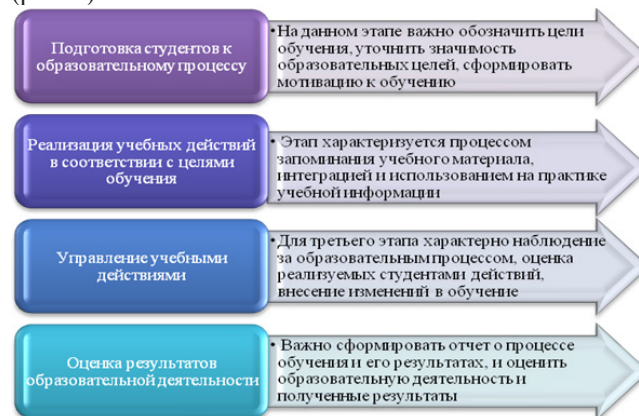 Подготовка студентов к
образовательному процессу
• На данном этапе важно обозначить цели
обучения, уточнить значимость
образовательных целей, сформировать
мотивацию к обучению
Реализация учебных действий
в соответствии с целями
обучения
• Этап характеризуется процессом
запоминания учебного материала,
интеграцией и использованием на практике
учебной информации
Управление учебными
действиями
• Для третьего этапа характерно наблюдение
за образовательным процессом, оценка
реализуемых студентами действий,
внесение изменений в обучение
Оценка результатов
образовательной деятельности
• Важно сформировать отчет о процессе
обучения и его результатах, и оценить
образовательную деятельность и
полученные результаты